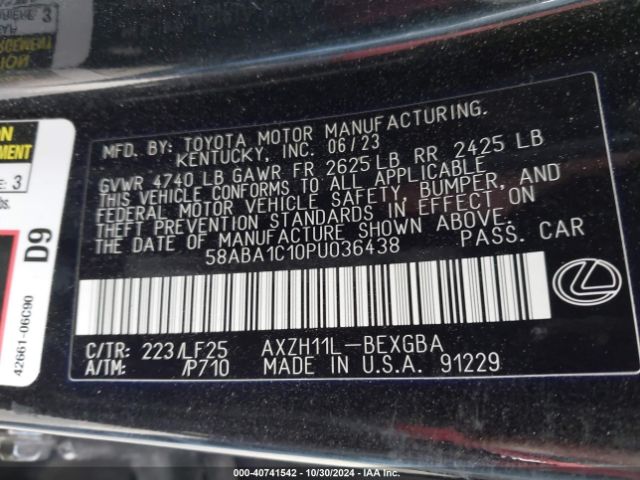 MFD. BY: TOYOTA MOTOR MANUFACTURING.
KENTUCKY, INC. 06/23
GVWR 4740 LB GAWR FR 2625 LB RR 2425 LB
THIS VEHICLE CONFORMS TO ALL APPLICABLE
FEDERAL MOTOR VEHICLE SAFETY, BUMPER, AND
THEFT PREVENTION STANDARDS IN EFFECT ON
THE DATE OF MANUFACTURE SHOWN ABOVE.
58ABA1C10PU036438 PASS. CAR
C/TR: 223/LF25 AXZH11L-BEXGBA
A/TM: /P710 MADE IN U.S.A. 91229
3
D9
42661-06C90
3
000-40741542 - 10/30/2024 - IAA Inc.